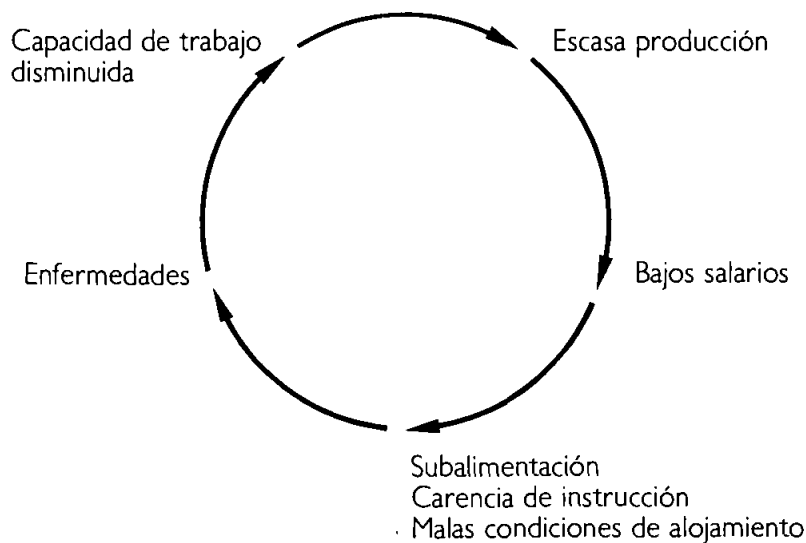 Capacidad de trabajo
disminuida
Escasa producción
Enfermedades
Bajos salarios
Subalimentación
Carencia de instrucción
Malas condiciones de alojamiento